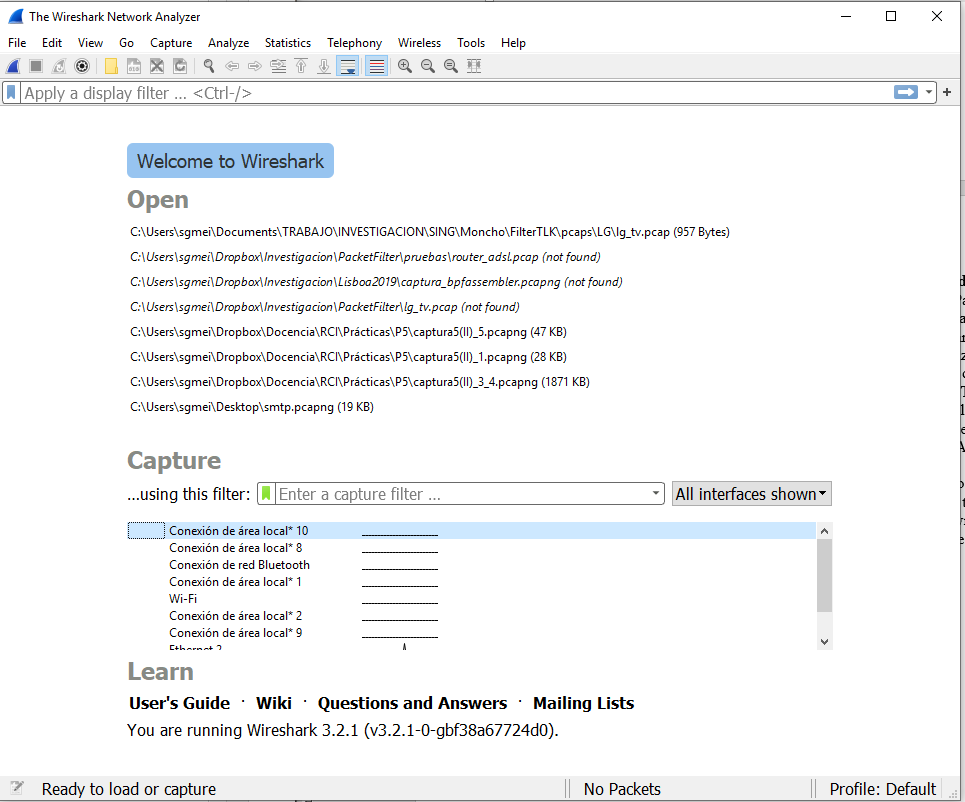 The Wireshark Network Analyzer
File Edit View Go Capture Analyze Statistics Telephony Wireless Tools Help
Apply a display filter ... <Ctrl-/>
+
Welcome to Wireshark
Open
C:\Users\sgmei\Documents\TRABAJO\INVESTIGACION\SING\Moncho\FilterTLK\pcaps\LG\lg_tv.pcap (957 Bytes)
C:\Users\sgmei\Dropbox\Investigacion\PacketFilter\pruebas\router_adsl.pcap (not found)
C:\Users\sgmei\Dropbox\Investigacion\Lisboa2019\captura_bpfassembler.pcapng (not found)
C:\Users\sgmei\Dropbox\Investigacion\PacketFilter\lg_tv.pcap (not found)
C:\Users\sgmei\Dropbox\Docencia\RCI\Prácticas\P5\captura5(II)_5.pcapng (47 KB)
C:\Users\sgmei\Dropbox\Docencia\RCI\Prácticas\P5\captura5(II)_1.pcapng (28 KB)
C:\Users\sgmei\Dropbox\Docencia\RCI\Prácticas\P5\captura5(II)_3_4.pcapng (1871 KB)
C:\Users\sgmei\Desktop\smtp.pcapng (19 KB)
Capture
...using this filter: Enter a capture filter ... All interfaces shown
Conexión de área local* 10
Conexión de área local* 8
Conexión de red Bluetooth
Conexión de área local* 1
Wi-Fi
Conexión de área local* 2
Conexión de área local* 9
Ethernet 2
Learn
User's Guide · Wiki · Questions and Answers · Mailing Lists
You are running Wireshark 3.2.1 (v3.2.1-0-gbf38a67724d0).
Ready to load or capture No Packets Profile: Default